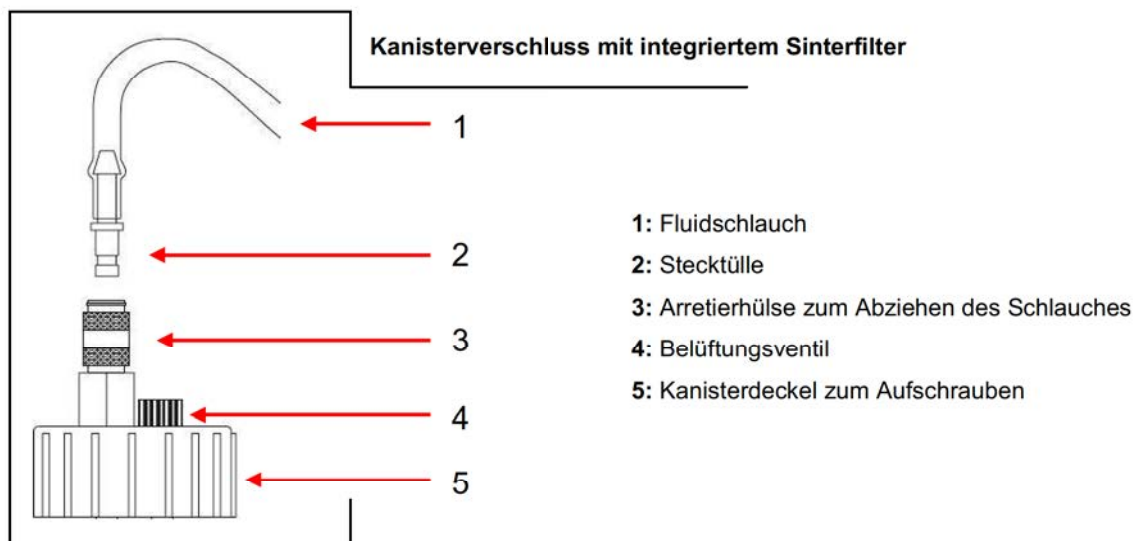 Kanisterverschluss mit integriertem Sinterfilter
1
2
3
4
5
1: Fluidschlauch
2: Stecktülle
3: Arretierhülse zum Abziehen des Schlauches
4: Belüftungsventil
5: Kanisterdeckel zum Aufschrauben